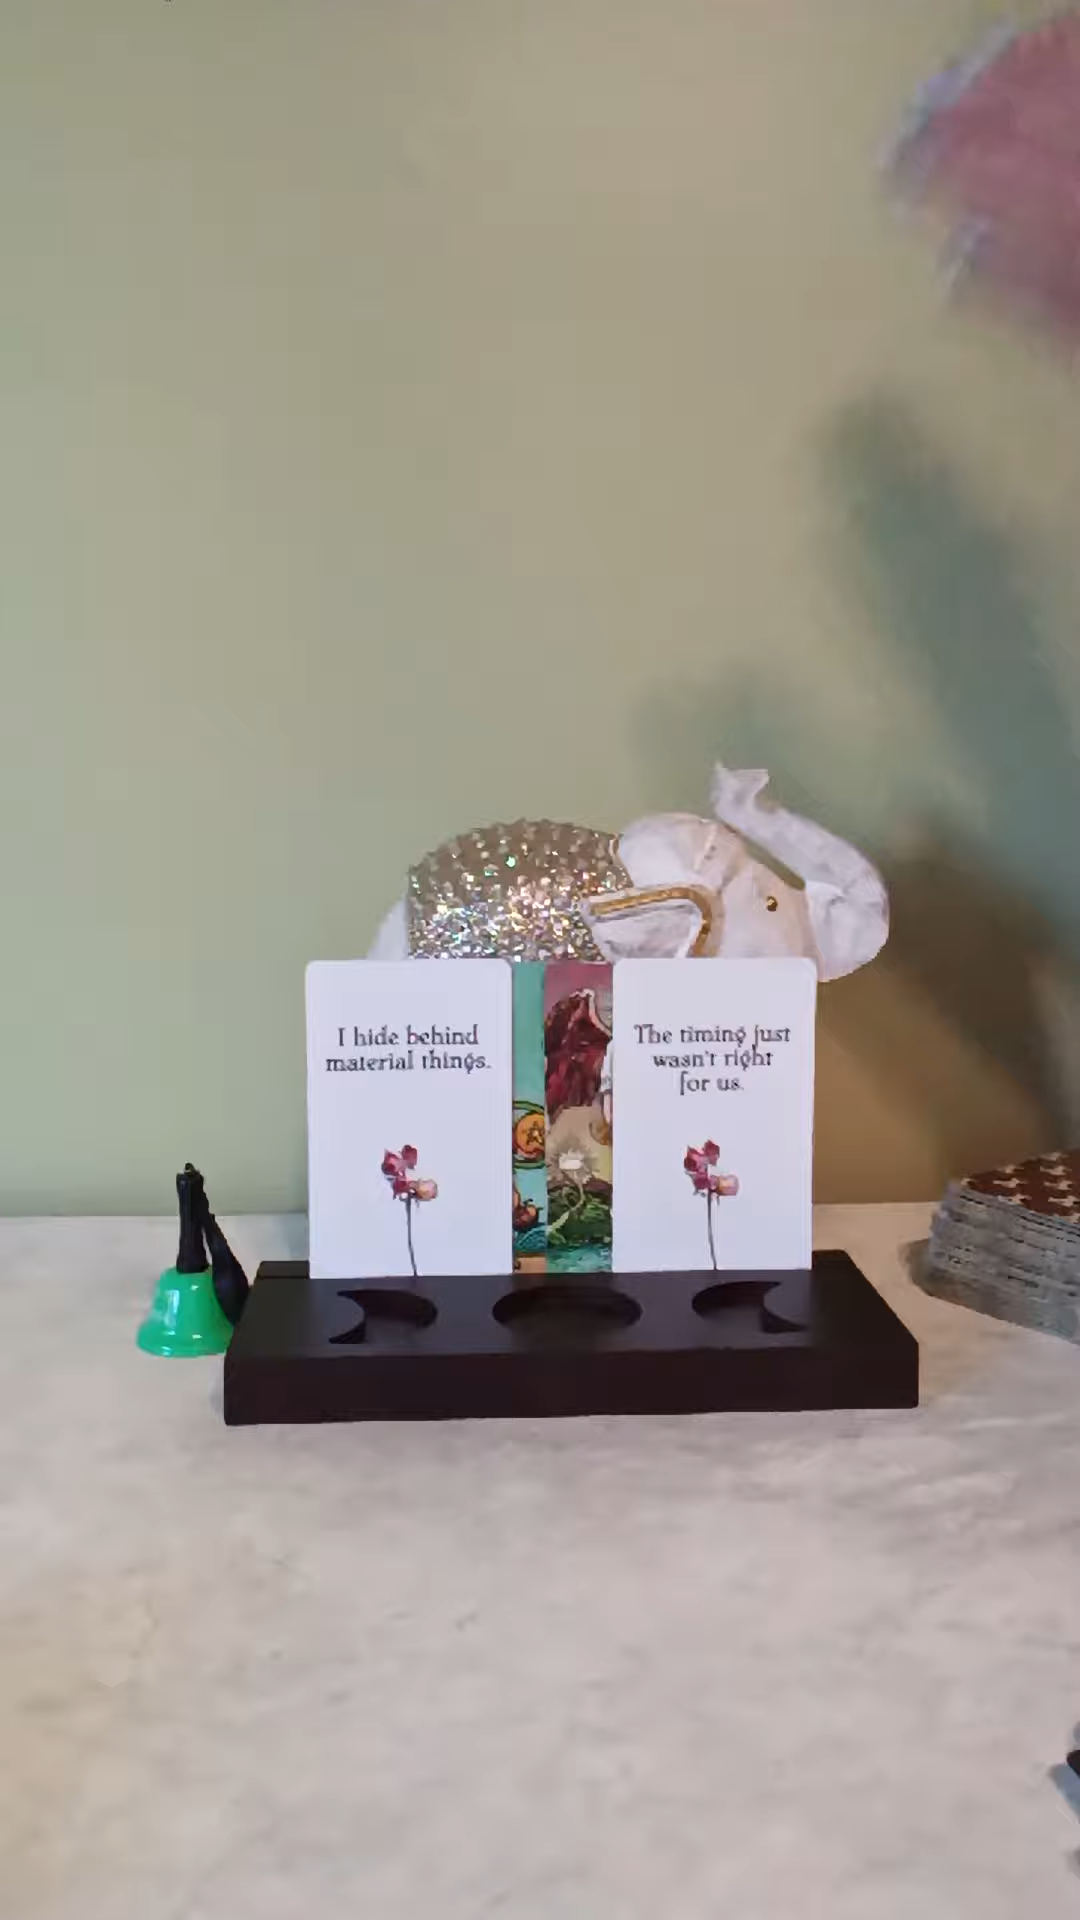 I hide behind
material things.
The timing just
wasn't right
for us.